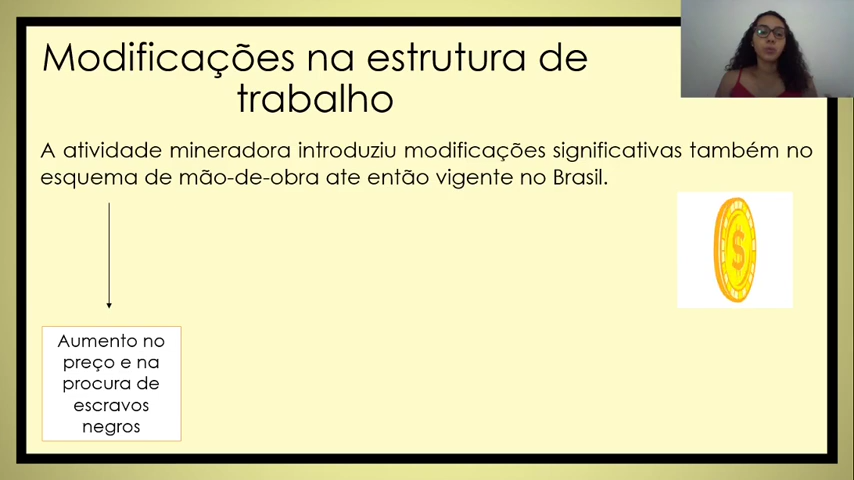 Modificações na estrutura de
trabalho
A atividade mineradora introduziu modificações significativas também no
esquema de mão-de-obra ate então vigente no Brasil.
$
Aumento no
preço e na
procura de
escravos
negros